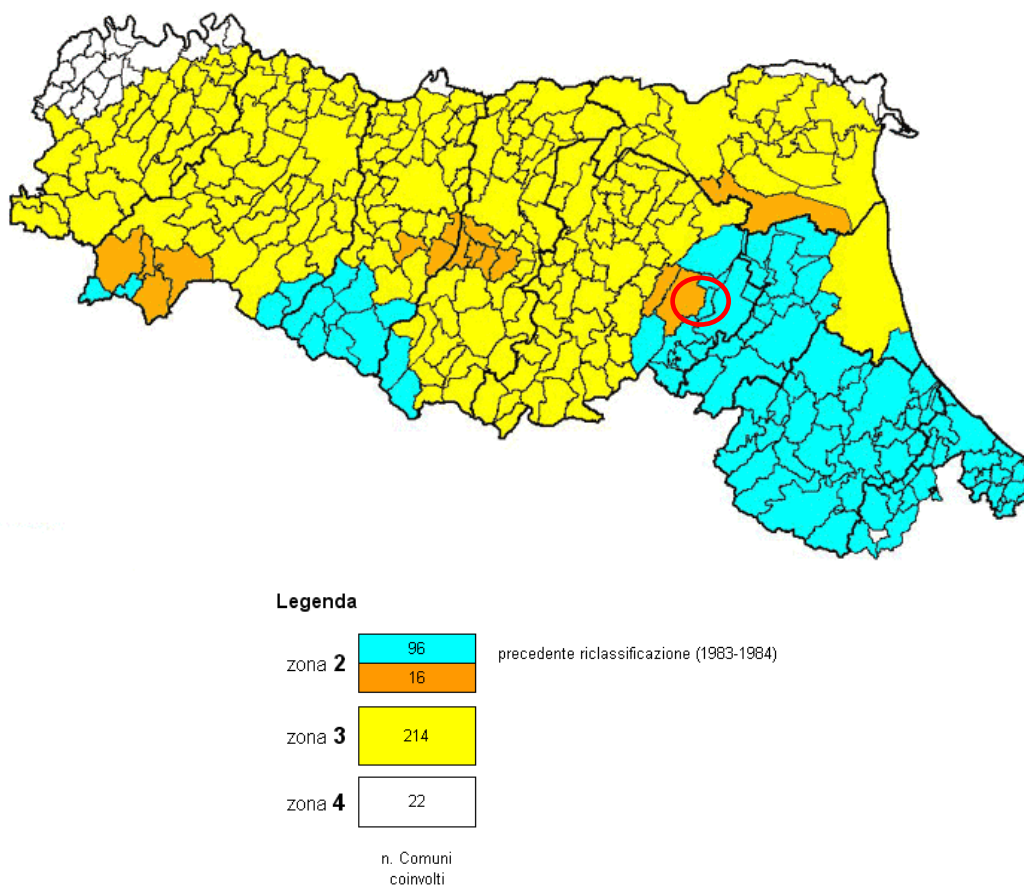 Legenda
zona 2
96
16
precedente riclassificazione (1983-1984)
zona 3
214
zona 4
22
n. Comuni
coinvolti